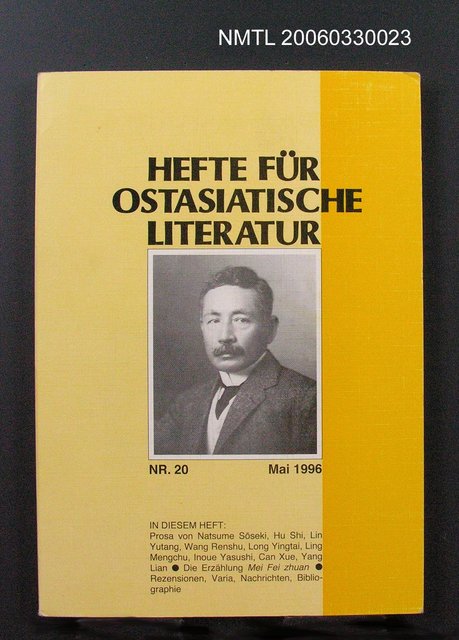 NMTL 20060330023
HEFTE FÜR
OSTASIATISCHE
LITERATUR
NR. 20 Mai 1996
IN DIESEM HEFT:
Prosa von Natsume Sōseki, Hu Shi, Lin
Yutang, Wang Renshu, Long Yingtai, Ling
Mengchu, Inoue Yasushi, Can Xue, Yang
Lian ● Die Erzählung Mei Fei zhuan ●
Rezensionen, Varia, Nachrichten, Biblio-
graphie